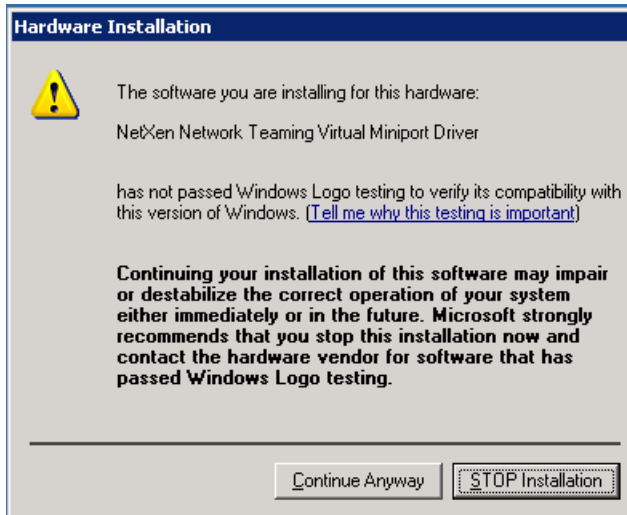 Hardware Installation
The software you are installing for this hardware:
NetXen Network Teaming Virtual Miniport Driver
has not passed Windows Logo testing to verify its compatibility with
this version of Windows. (Tell me why this testing is important)
Continuing your installation of this software may impair
or destabilize the correct operation of your system
either immediately or in the future. Microsoft strongly
recommends that you stop this installation now and
contact the hardware vendor for software that has
passed Windows Logo testing.
Continue Anyway STOP Installation